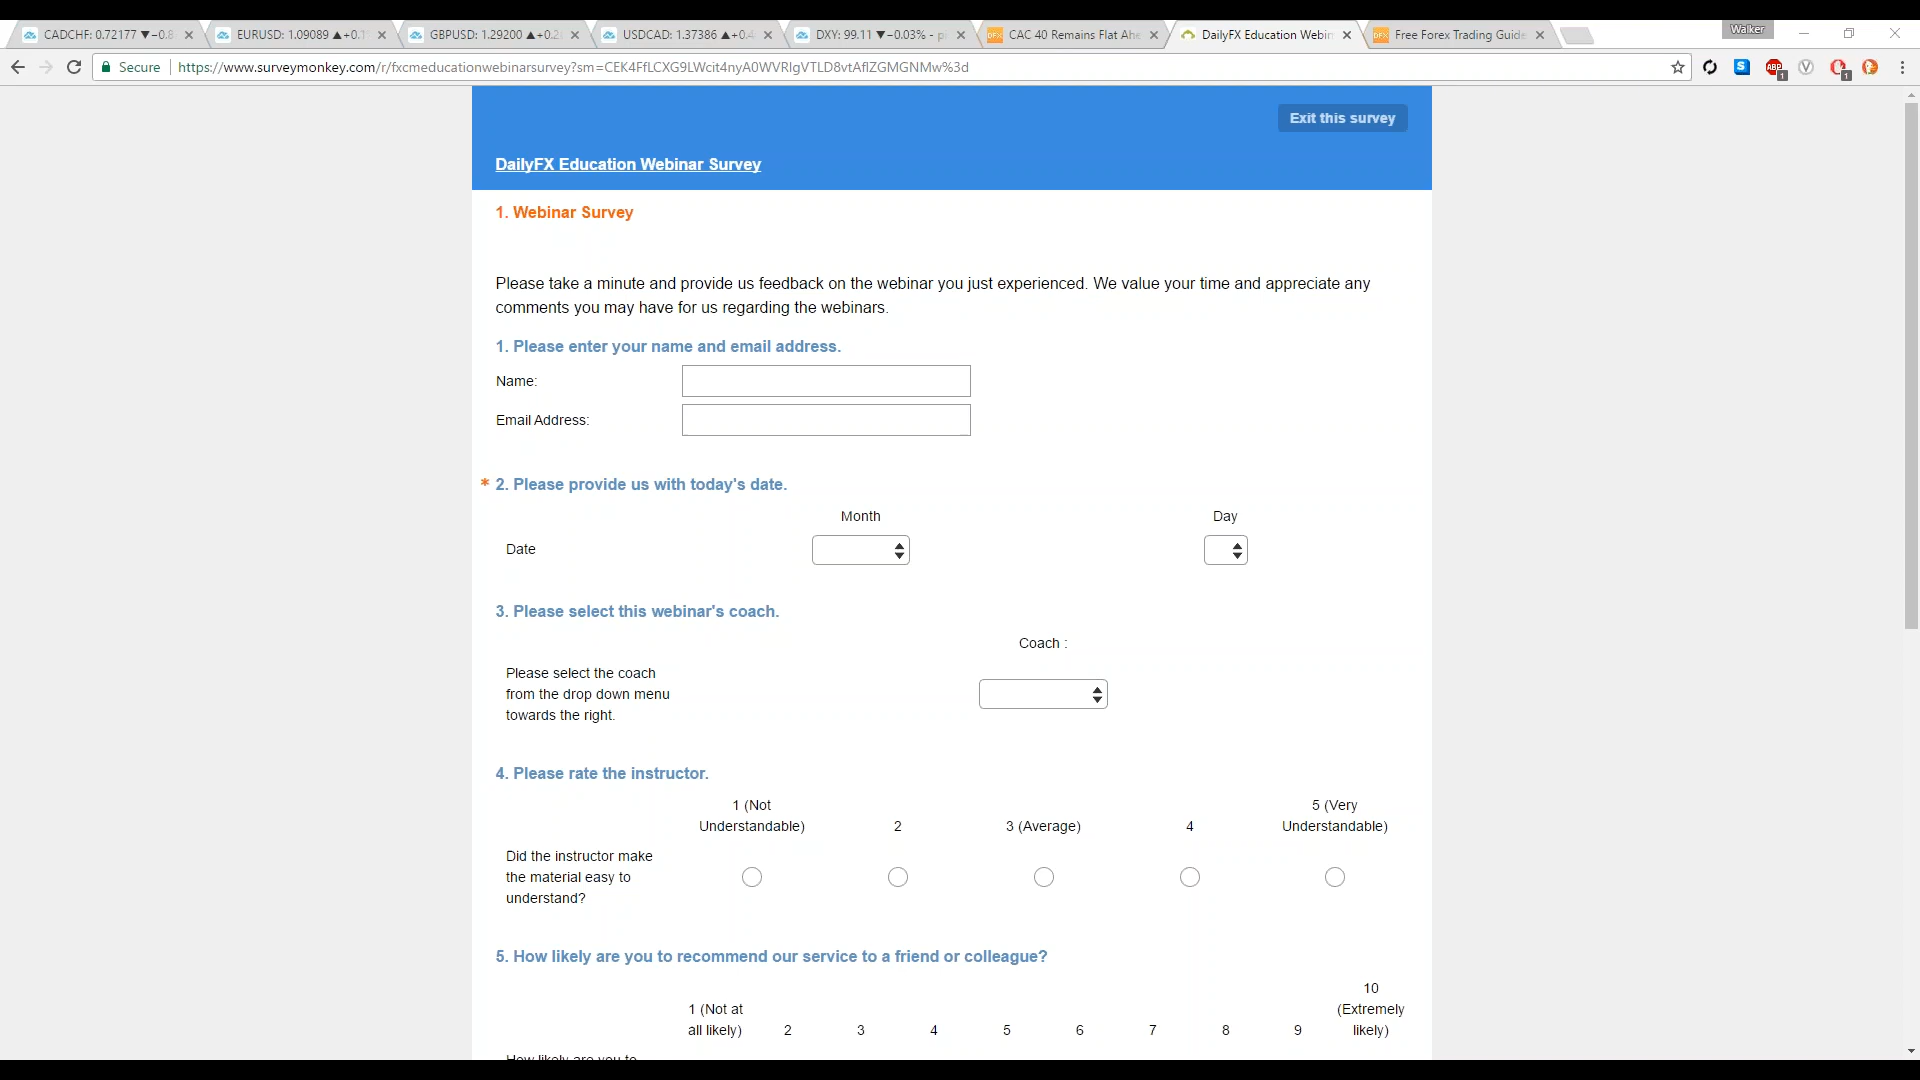 CADCHF: 0.72177 ▼−0.8
EURUSD: 1.09089 ▲+0.1
GBPUSD: 1.29200 ▲+0.2
USDCAD: 1.37386 ▲+0.4
DXY: 99.11 ▼−0.03% - p
CAC 40 Remains Flat Ahe
DailyFX Education Webin
Free Forex Trading Guide
Walker
Secure
https://www.surveymonkey.com/r/fxcmeducationwebinarsurvey?sm=
Exit this survey
DailyFX Education Webinar Survey
1. Webinar Survey
Please take a minute and provide us feedback on the webinar you just experienced. We value your time and appreciate any
comments you may have for us regarding the webinars.
1. Please enter your name and email address.
Name:
Email Address:
* 2. Please provide us with today's date.
Month Day
Date
3. Please select this webinar's coach.
Coach :
Please select the coach
from the drop down menu
towards the right.
4. Please rate the instructor.
1 (Not 5 (Very
Understandable) 2 3 (Average) 4 Understandable)
Did the instructor make
the material easy to
understand?
5. How likely are you to recommend our service to a friend or colleague?
10
1 (Not at (Extremely
all likely) 2 3 4 5 6 7 8 9 likely)
How likely are you to